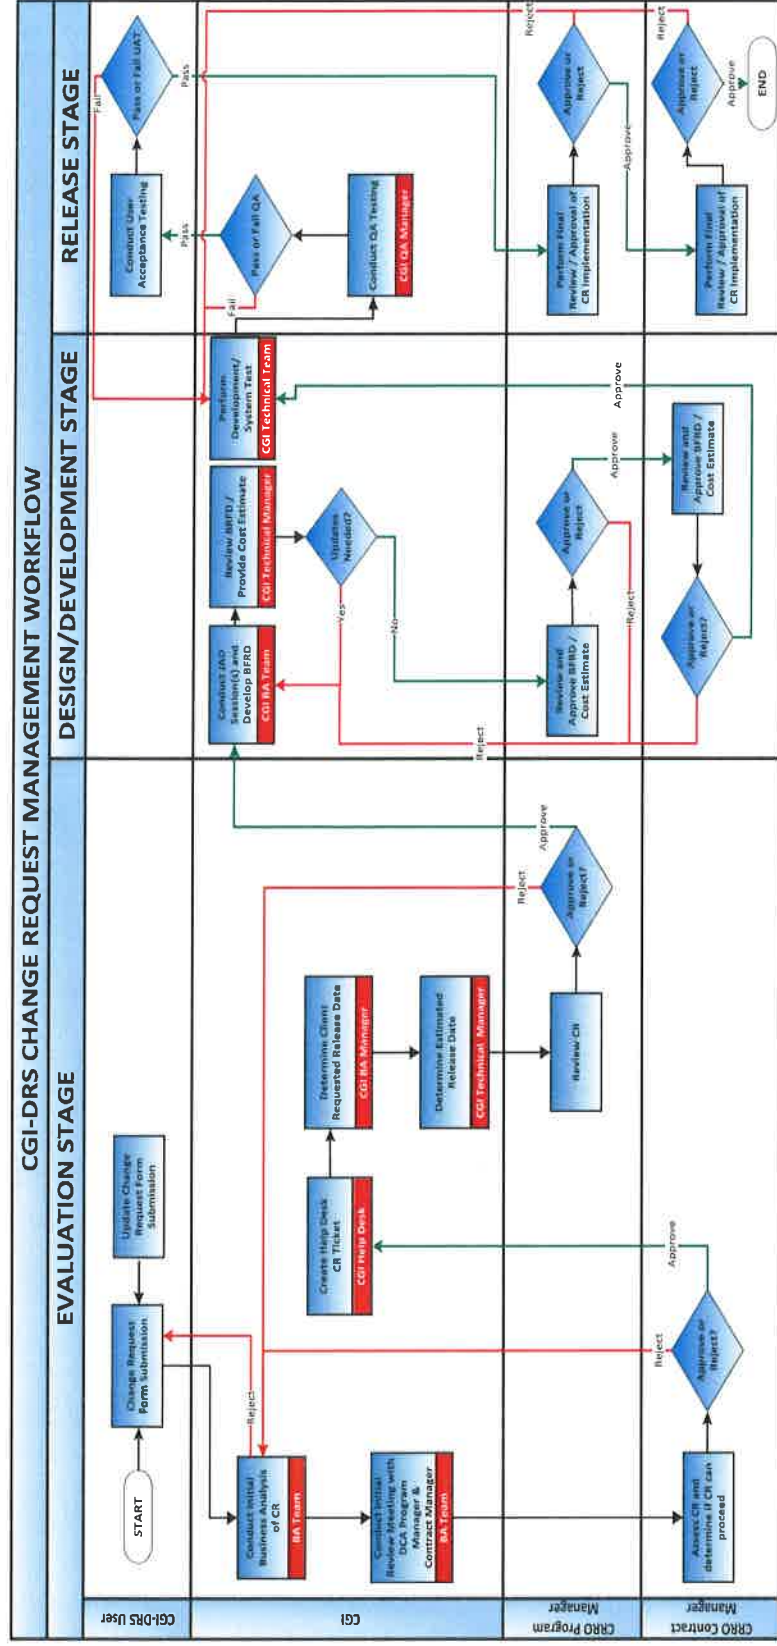 CGI-DRS CHANGE REQUEST MANAGEMENT WORKFLOW
EVALUATION STAGE
DESIGN/DEVELOPMENT STAGE
RELEASE STAGE
CGI-DRS User
START
Change Request
Form Submission
Update Change
Request Form
Submission
Conduct User
Acceptance Testing
Pass or Fail UAT
Fail
Pass
CGI
Conduct Initial
Business Analysis
of CR
BA Team
Reject
Conduct Initial
Review Meeting with
DCA Program
Manager &
Contract Manager
BA Team
Create Help Desk
CR Ticket
CGI Help Desk
Determine Client
Requested Release Date
CGI BA Manager
Determine Estimated
Release Date
CGI Technical Manager
Conduct JAD
Session(s) and
Develop BFRD
CGI BA Team
Review BRFD /
Provide Cost Estimate
CGI Technical Manager
Updates
Needed?
Yes
No
Perform
Development/
System Test
CGI Technical Team
Conduct QA Testing
CGI QA Manager
Pass or Fail QA
Pass
Fail
CRRO Program
Manager
Review CR
Approve or
Reject?
Reject
Approve
Review and
Approve BFRD /
Cost Estimate
Approve or
Reject
Approve
Reject
Perform Final
Review / Approval of
CR Implementation
Approve or
Reject
Reject
Approve
CRRO Contract
Manager
Assess CR and
determine if CR can
proceed
Approve or
Reject?
Reject
Approve
Review and
Approve BFRD /
Cost Estimate
Approve or
Reject?
Reject
Approve
Perform Final
Review / Approval of
CR Implementation
Approve or
Reject
Reject
Approve
END